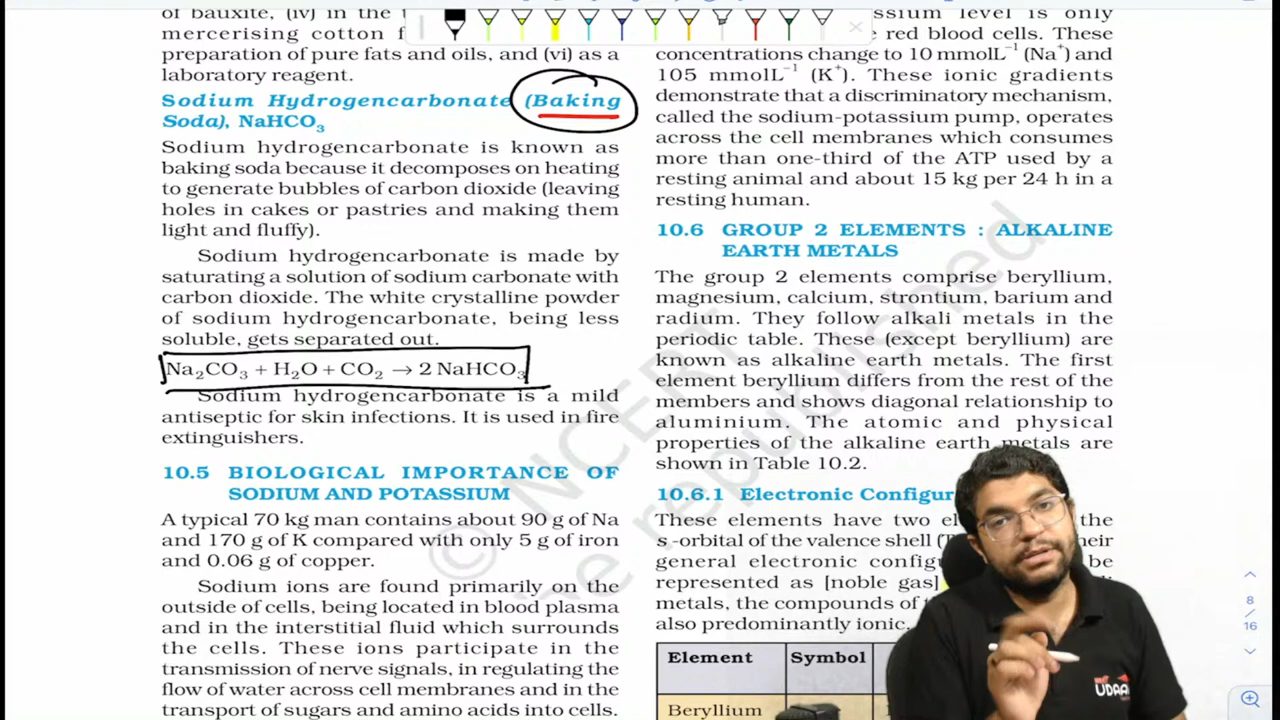 of bauxite, (iv) in the
mercerising cotton
preparation of pure fats and oils, and (vi) as a
laboratory reagent.
Sodium Hydrogencarbonate (Baking
Soda), NaHCO₃
Sodium hydrogencarbonate is known as
baking soda because it decomposes on heating
to generate bubbles of carbon dioxide (leaving
holes in cakes or pastries and making them
light and fluffy).
Sodium hydrogencarbonate is made by
saturating a solution of sodium carbonate with
carbon dioxide. The white crystalline powder
of sodium hydrogencarbonate, being less
soluble, gets separated out.
Na₂CO₃ + H₂O + CO₂ → 2 NaHCO₃
Sodium hydrogencarbonate is a mild
antiseptic for skin infections. It is used in fire
extinguishers.
10.5 BIOLOGICAL IMPORTANCE OF
SODIUM AND POTASSIUM
A typical 70 kg man contains about 90 g of Na
and 170 g of K compared with only 5 g of iron
and 0.06 g of copper.
Sodium ions are found primarily on the
outside of cells, being located in blood plasma
and in the interstitial fluid which surrounds
the cells. These ions participate in the
transmission of nerve signals, in regulating the
flow of water across cell membranes and in the
transport of sugars and amino acids into cells.
level is only
red blood cells. These
concentrations change to 10 mmolL⁻¹ (Na⁺) and
105 mmolL⁻¹ (K⁺). These ionic gradients
demonstrate that a discriminatory mechanism,
called the sodium-potassium pump, operates
across the cell membranes which consumes
more than one-third of the ATP used by a
resting animal and about 15 kg per 24 h in a
resting human.
10.6 GROUP 2 ELEMENTS : ALKALINE
EARTH METALS
The group 2 elements comprise beryllium,
magnesium, calcium, strontium, barium and
radium. They follow alkali metals in the
periodic table. These (except beryllium) are
known as alkaline earth metals. The first
element beryllium differs from the rest of the
members and shows diagonal relationship to
aluminium. The atomic and physical
properties of the alkaline earth metals are
shown in Table 10.2.
10.6.1 Electronic
These elements have two the
s-orbital of the valence shell
general electronic be
represented as [noble gas]
metals, the compounds of
also predominantly ionic.
Element Symbol
Beryllium
© NCERT
be republished
8
/
16
UDAAN